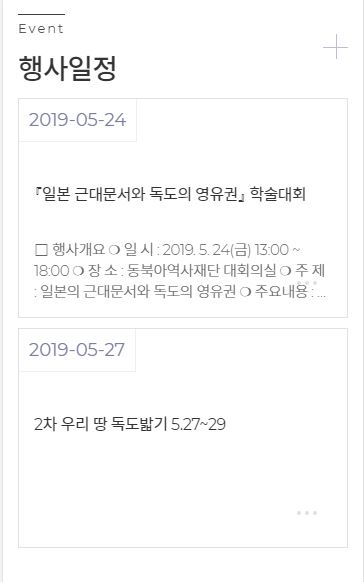 Event
행사일정
2019-05-24
『일본 근대문서와 독도의 영유권』 학술대회
□ 행사개요 ❍ 일 시 : 2019. 5. 24(금) 13:00 ~
18:00 ❍ 장 소 : 동북아역사재단 대회의실 ❍ 주 제
: 일본의 근대문서와 독도의 영유권 ❍ 주요내용 : ...
2019-05-27
2차 우리 땅 독도밟기 5.27~29